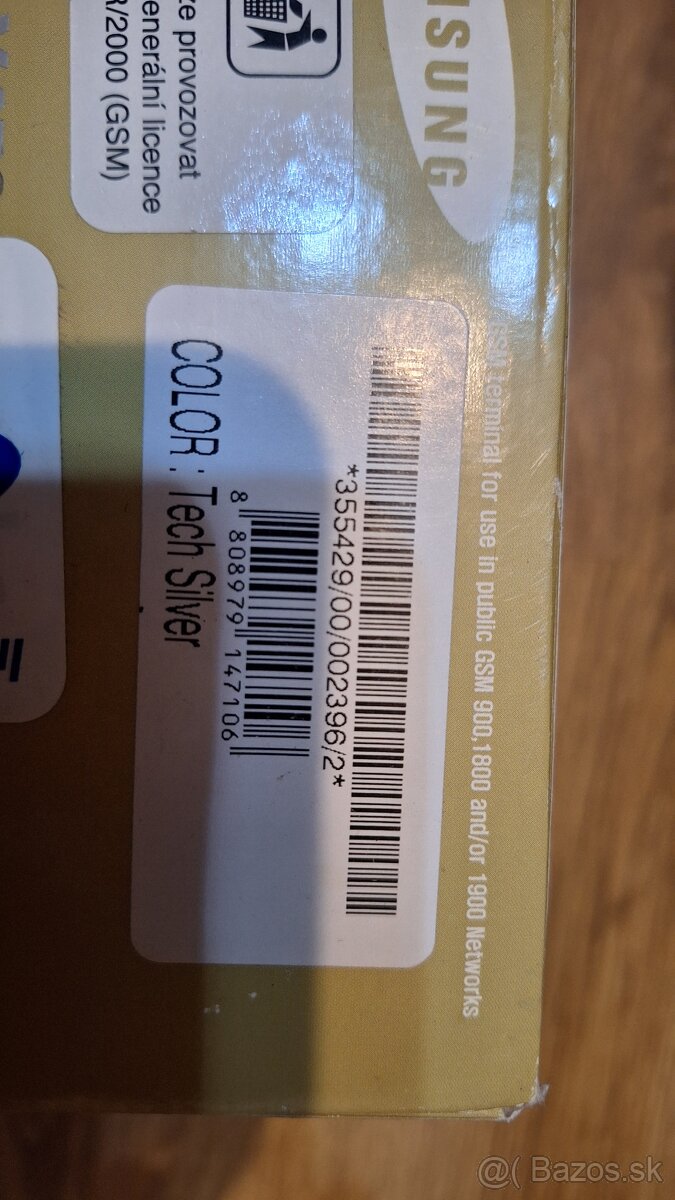 SUNG
provozovat
enerální licence
R/2000 (GSM)
GSM terminal for use in public GSM 900,1800 and/or 1900 Networks
*355429/00/002396/2*
8 808979 147106
COLOR : Tech Silver
@( Bazos.sk